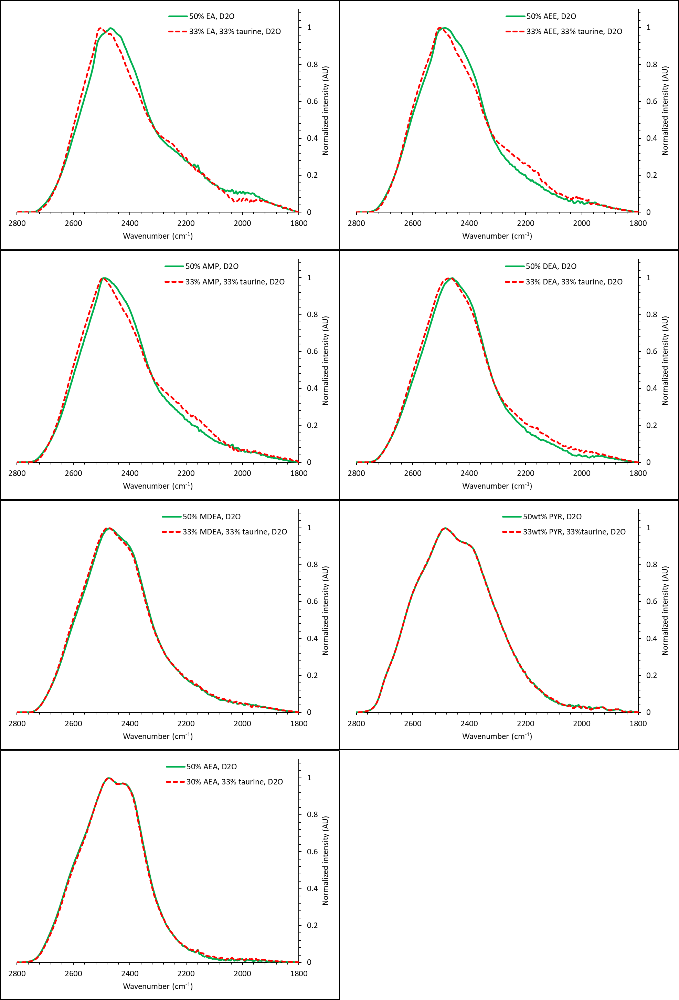 50% EA, D2O
33% EA, 33% taurine, D2O
1
0.8
0.6
0.4
0.2
0
Normalized intensity (AU)
2800 2600 2400 2200 2000 1800
Wavenumber (cm-1)
50% AEE, D2O
33% AEE, 33% taurine, D2O
1
0.8
0.6
0.4
0.2
0
Normalized intensity (AU)
2800 2600 2400 2200 2000 1800
Wavenumber (cm-1)
50% AMP, D2O
33% AMP, 33% taurine, D2O
1
0.8
0.6
0.4
0.2
0
Normalized intensity (AU)
2800 2600 2400 2200 2000 1800
Wavenumber (cm-1)
50% DEA, D2O
33% DEA, 33% taurine, D2O
1
0.8
0.6
0.4
0.2
0
Normalized intensity (AU)
2800 2600 2400 2200 2000 1800
Wavenumber (cm-1)
50% MDEA, D2O
33% MDEA, 33% taurine, D2O
1
0.8
0.6
0.4
0.2
0
Normalized intensity (AU)
2800 2600 2400 2200 2000 1800
Wavenumber (cm-1)
50wt% PYR, D2O
33wt% PYR, 33%taurine, D2O
1
0.8
0.6
0.4
0.2
0
Normalized intensity (AU)
2800 2600 2400 2200 2000 1800
Wavenumber (cm-1)
50% AEA, D2O
30% AEA, 33% taurine, D2O
1
0.8
0.6
0.4
0.2
0
Normalized intensity (AU)
2800 2600 2400 2200 2000 1800
Wavenumber (cm-1)